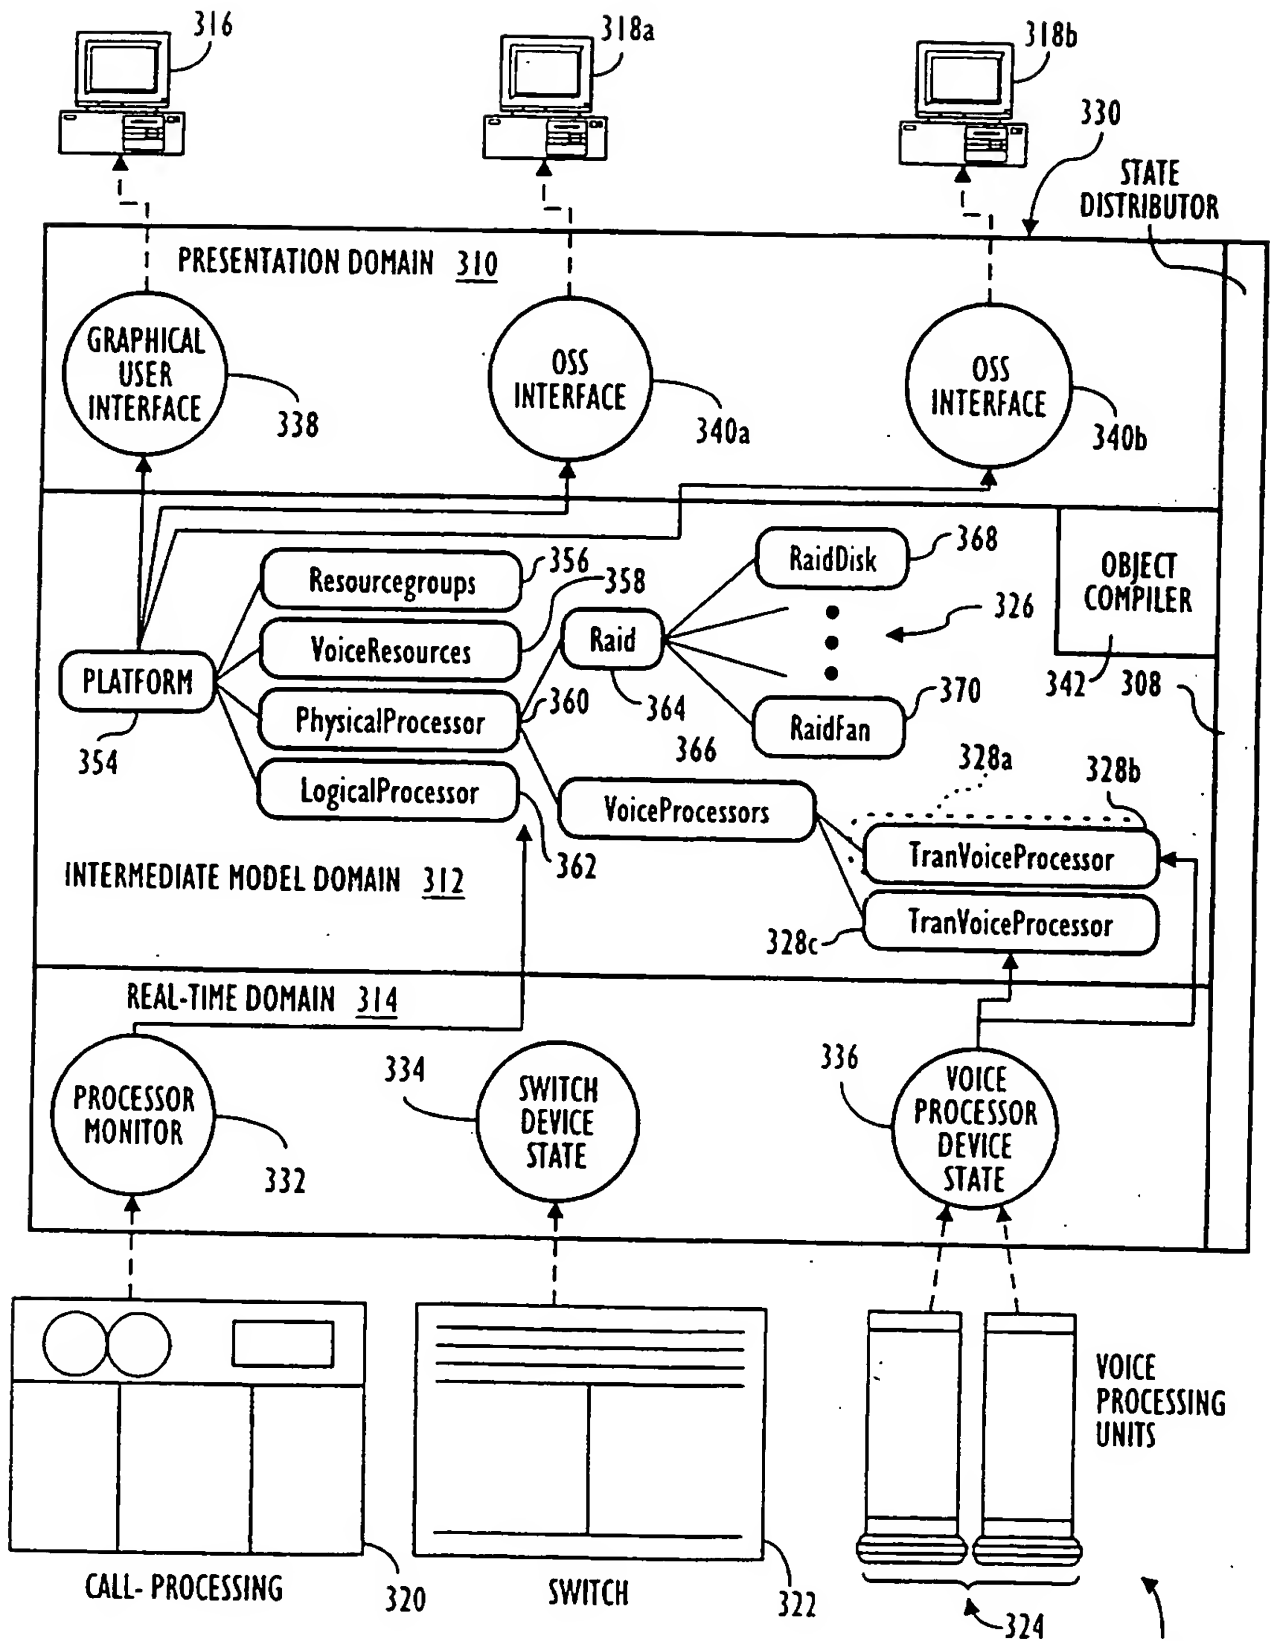 316
318a
318b
330
STATE
DISTRIBUTOR
PRESENTATION DOMAIN 310
GRAPHICAL
USER
INTERFACE
338
OSS
INTERFACE
340a
OSS
INTERFACE
340b
Resourcegroups
356
358
VoiceResources
PLATFORM
354
PhysicalProcessor
360
LogicalProcessor
362
Raid
364
366
RaidDisk
368
326
RaidFan
370
OBJECT
COMPILER
342
308
VoiceProcessors
328a
328b
TranVoiceProcessor
TranVoiceProcessor
328c
INTERMEDIATE MODEL DOMAIN 312
REAL-TIME DOMAIN 314
PROCESSOR
MONITOR
332
334
SWITCH
DEVICE
STATE
336
VOICE
PROCESSOR
DEVICE
STATE
VOICE
PROCESSING
UNITS
CALL- PROCESSING
320
SWITCH
322
324